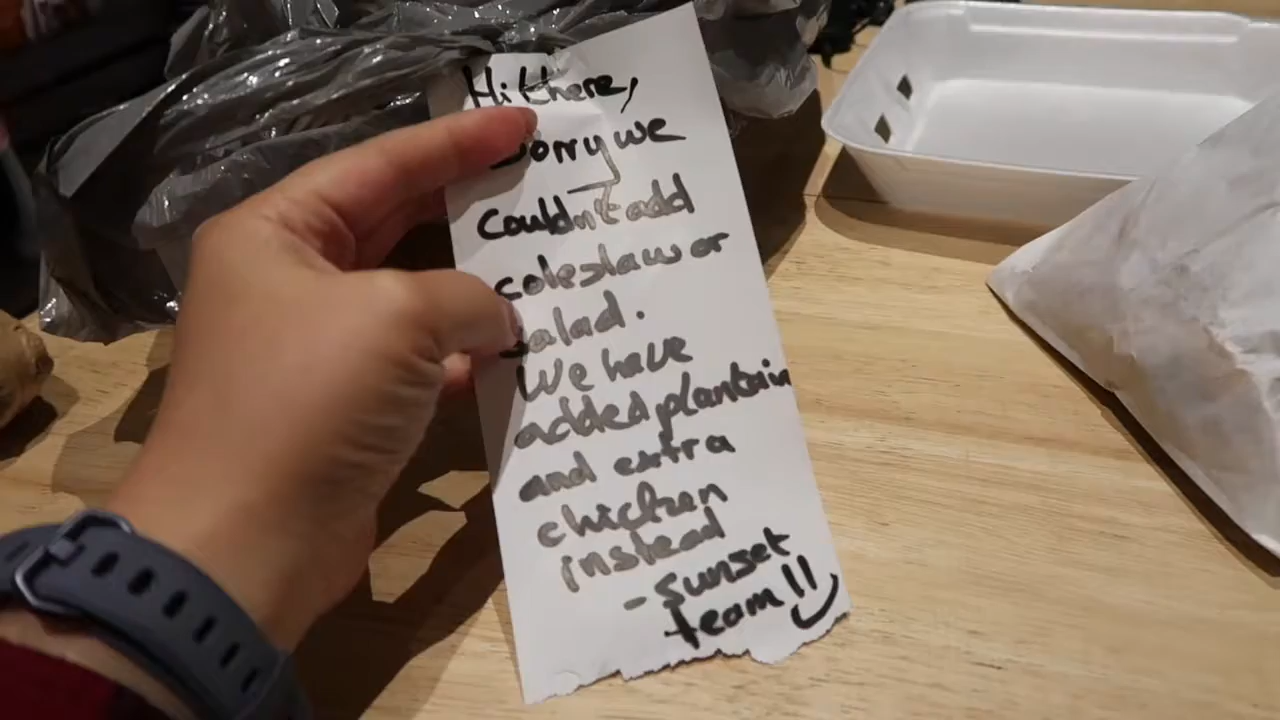 Hi there,
Sorry we
Couldn't add
coleslaw or
salad.
We have
added plantain
and extra
chicken
instead
- Sunset
team!!